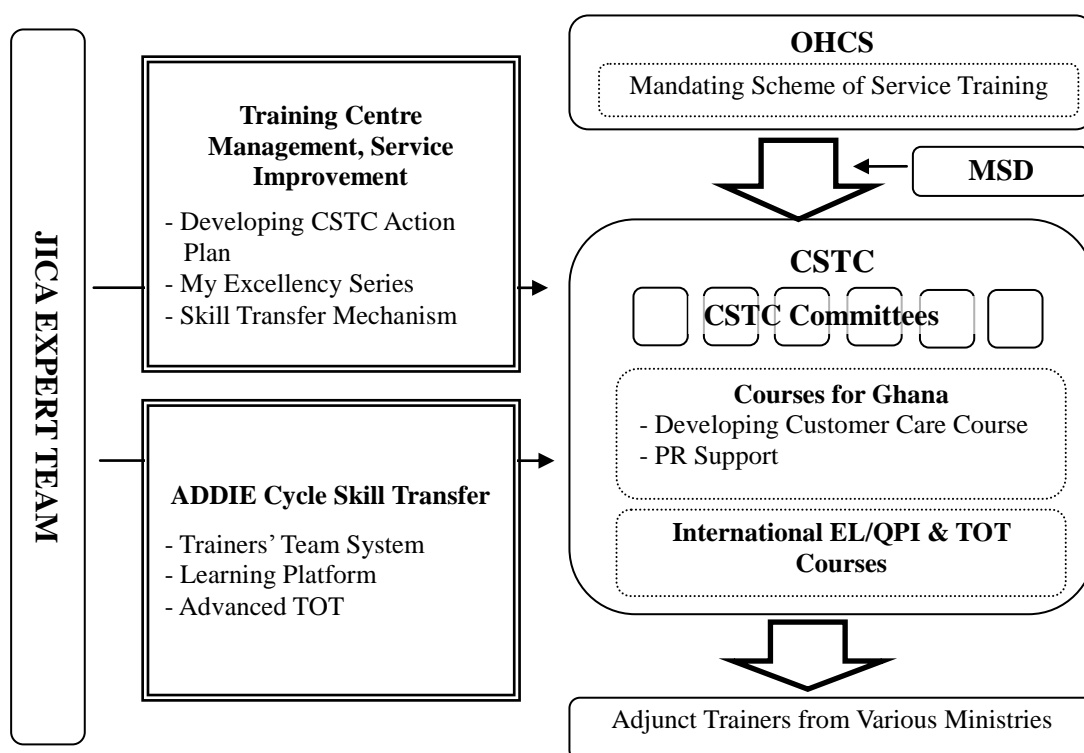 JICA EXPERT TEAM
Training Centre
Management, Service
Improvement
- Developing CSTC Action
Plan
- My Excellency Series
- Skill Transfer Mechanism
ADDIE Cycle Skill Transfer
- Trainers’ Team System
- Learning Platform
- Advanced TOT
OHCS
Mandating Scheme of Service Training
MSD
CSTC
CSTC Committees
Courses for Ghana
- Developing Customer Care Course
- PR Support
International EL/QPI & TOT
Courses
Adjunct Trainers from Various Ministries